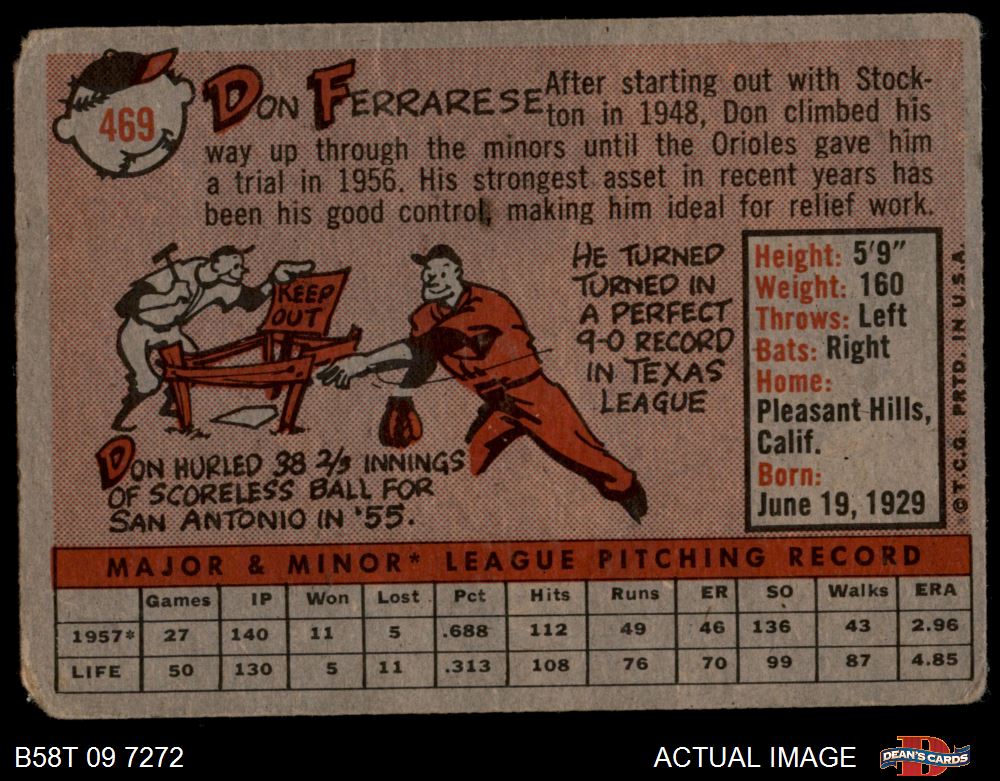 469
DON FERRARESE
After starting out with Stock-
ton in 1948, Don climbed his
way up through the minors until the Orioles gave him
a trial in 1956. His strongest asset in recent years has
been his good control, making him ideal for relief work.
KEEP
OUT
DON HURLED 38 2/3 INNINGS
OF SCORELESS BALL FOR
SAN ANTONIO IN '55.
HE TURNED
TURNED IN
A PERFECT
9-0 RECORD
IN TEXAS
LEAGUE
Height: 5'9"
Weight: 160
Throws: Left
Bats: Right
Home:
Pleasant Hills,
Calif.
Born:
June 19, 1929
© T.C.G. PRTD. IN U.S.A.
MAJOR & MINOR* LEAGUE PITCHING RECORD
Games IP Won Lost Pct Hits Runs ER SO Walks ERA
1957* 27 140 11 5 .688 112 49 46 136 43 2.96
LIFE 50 130 5 11 .313 108 76 70 99 87 4.85
B58T 09 7272
ACTUAL IMAGE
D
DEAN'S CARDS